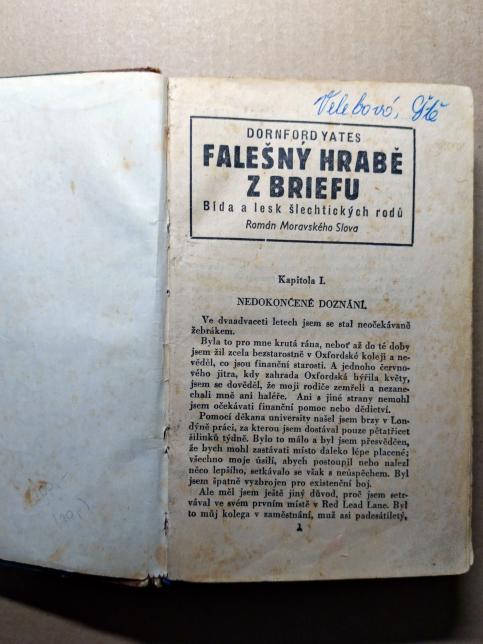 Velebová,
DORNFORD YATES
FALEŠNÝ HRABĚ
Z BRIEFU
Bída a lesk šlechtických rodů
Román Moravského Slova
Kapitola I.
NEDOKONČENÉ DOZNÁNÍ.
Ve dvaadvaceti letech jsem se stal neočekávaně
žebrákem.
Byla to pro mne krutá rána, neboť až do té doby
jsem žil zcela bezstarostně v Oxfordské koleji a ne-
věděl, co jsou finanční starosti. A jednoho červno-
vého jitra, kdy zahrada Oxfordská hýřila květy,
jsem se dověděl, že moji rodiče zemřeli a nezane-
chali mně ani haléře. Ani s jiné strany nemohl
jsem očekávati finanční pomoc nebo dědictví.
Pomocí děkana university našel jsem brzy v Lon-
dýně práci, za kterou jsem dostával pouze pětatřicet
šilinků týdně. Bylo to málo a byl jsem přesvědčen,
že bych mohl zastávati místo daleko lépe placené;
všechno moje úsilí, abych postoupil nebo nalezl
něco lepšího, setkávalo se však s neúspěchem. Byl
jsem špatně vyzbrojen pro existenční boj.
Ale měl jsem ještě jiný důvod, proč jsem setr-
vával ve svém prvním místě v Red Lead Lane. Byl
to můj kolega v zaměstnání, muž asi padesátiletý,
1